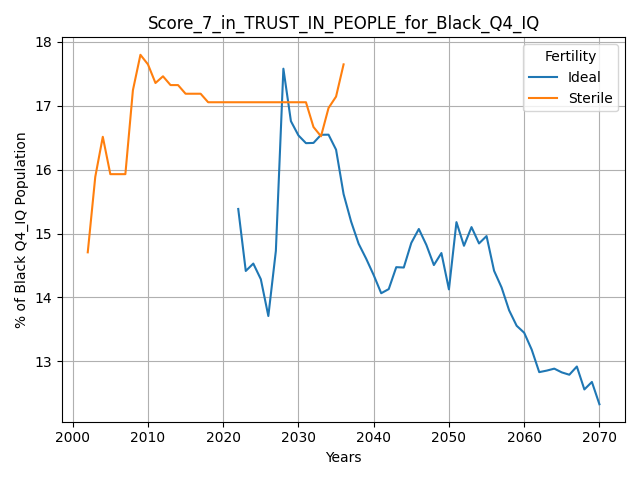 Score_7_in_TRUST_IN_PEOPLE_for_Black_Q4_IQ
Fertility
Ideal
Sterile
% of Black Q4_IQ Population
18
17
16
15
14
13
2000
2010
2020
2030
2040
2050
2060
2070
Years